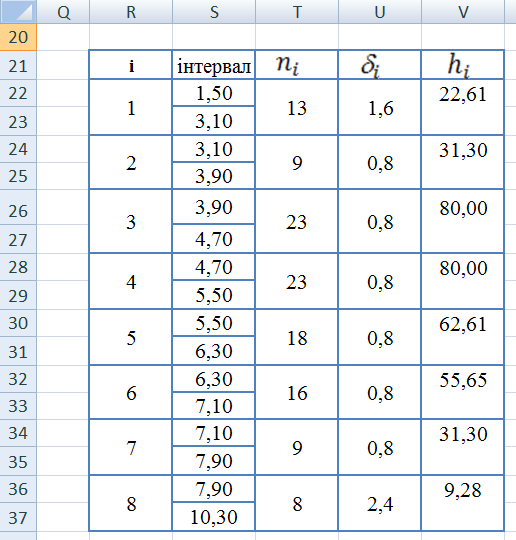 Q R S T U V
20
21 i інтервал nᵢ δᵢ hᵢ
22 1 1,50 13 1,6 22,61
23 3,10
24 2 3,10 9 0,8 31,30
25 3,90
26 3 3,90 23 0,8 80,00
27 4,70
28 4 4,70 23 0,8 80,00
29 5,50
30 5 5,50 18 0,8 62,61
31 6,30
32 6 6,30 16 0,8 55,65
33 7,10
34 7 7,10 9 0,8 31,30
35 7,90
36 8 7,90 8 2,4 9,28
37 10,30